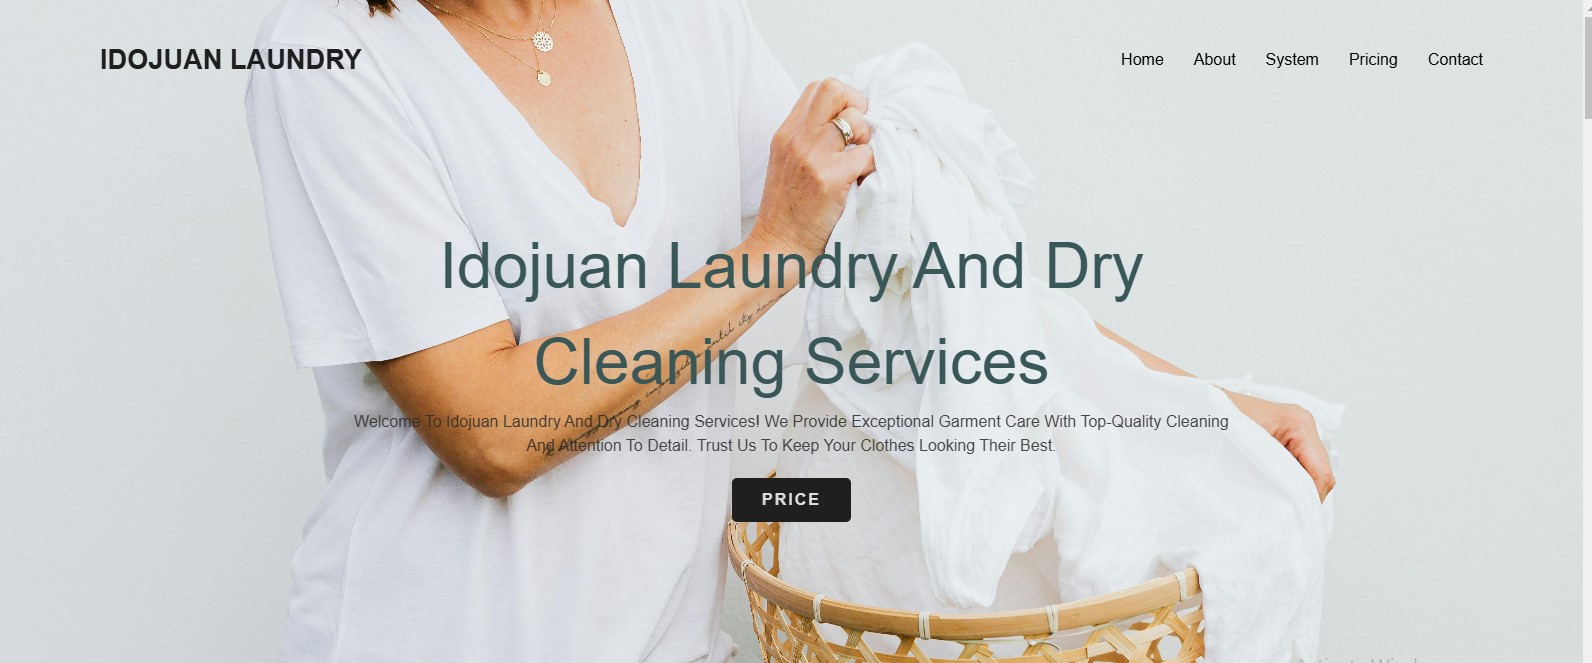 IDOJUAN LAUNDRY
Home About System Pricing Contact
Idojuan Laundry And Dry
Cleaning Services
Welcome To Idojuan Laundry And Dry Cleaning Services! We Provide Exceptional Garment Care With Top-Quality Cleaning
And Attention To Detail. Trust Us To Keep Your Clothes Looking Their Best.
PRICE